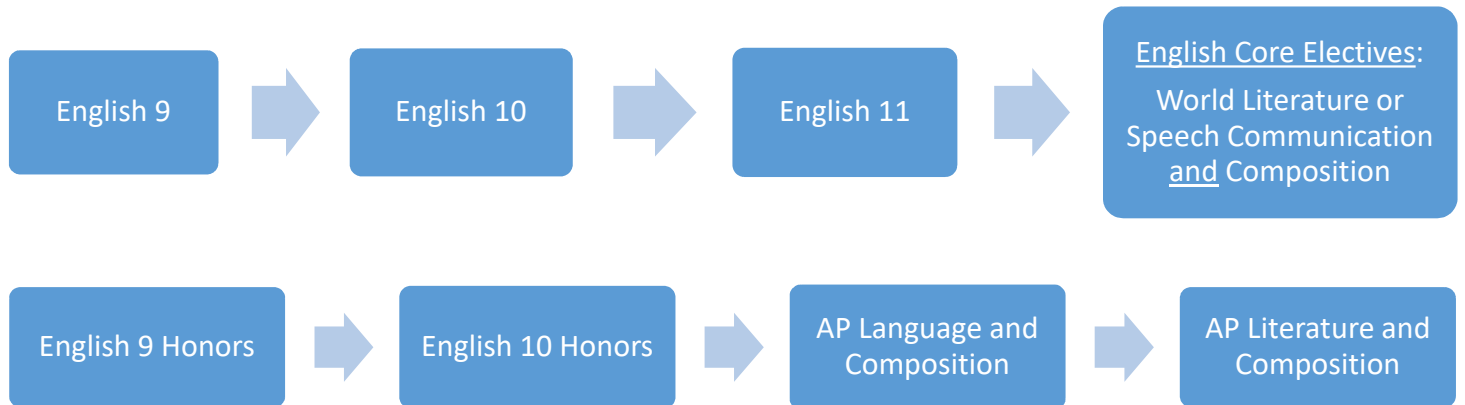 English 9
English 10
English 11
English Core Electives:
World Literature or
Speech Communication
and Composition
English 9 Honors
English 10 Honors
AP Language and
Composition
AP Literature and
Composition